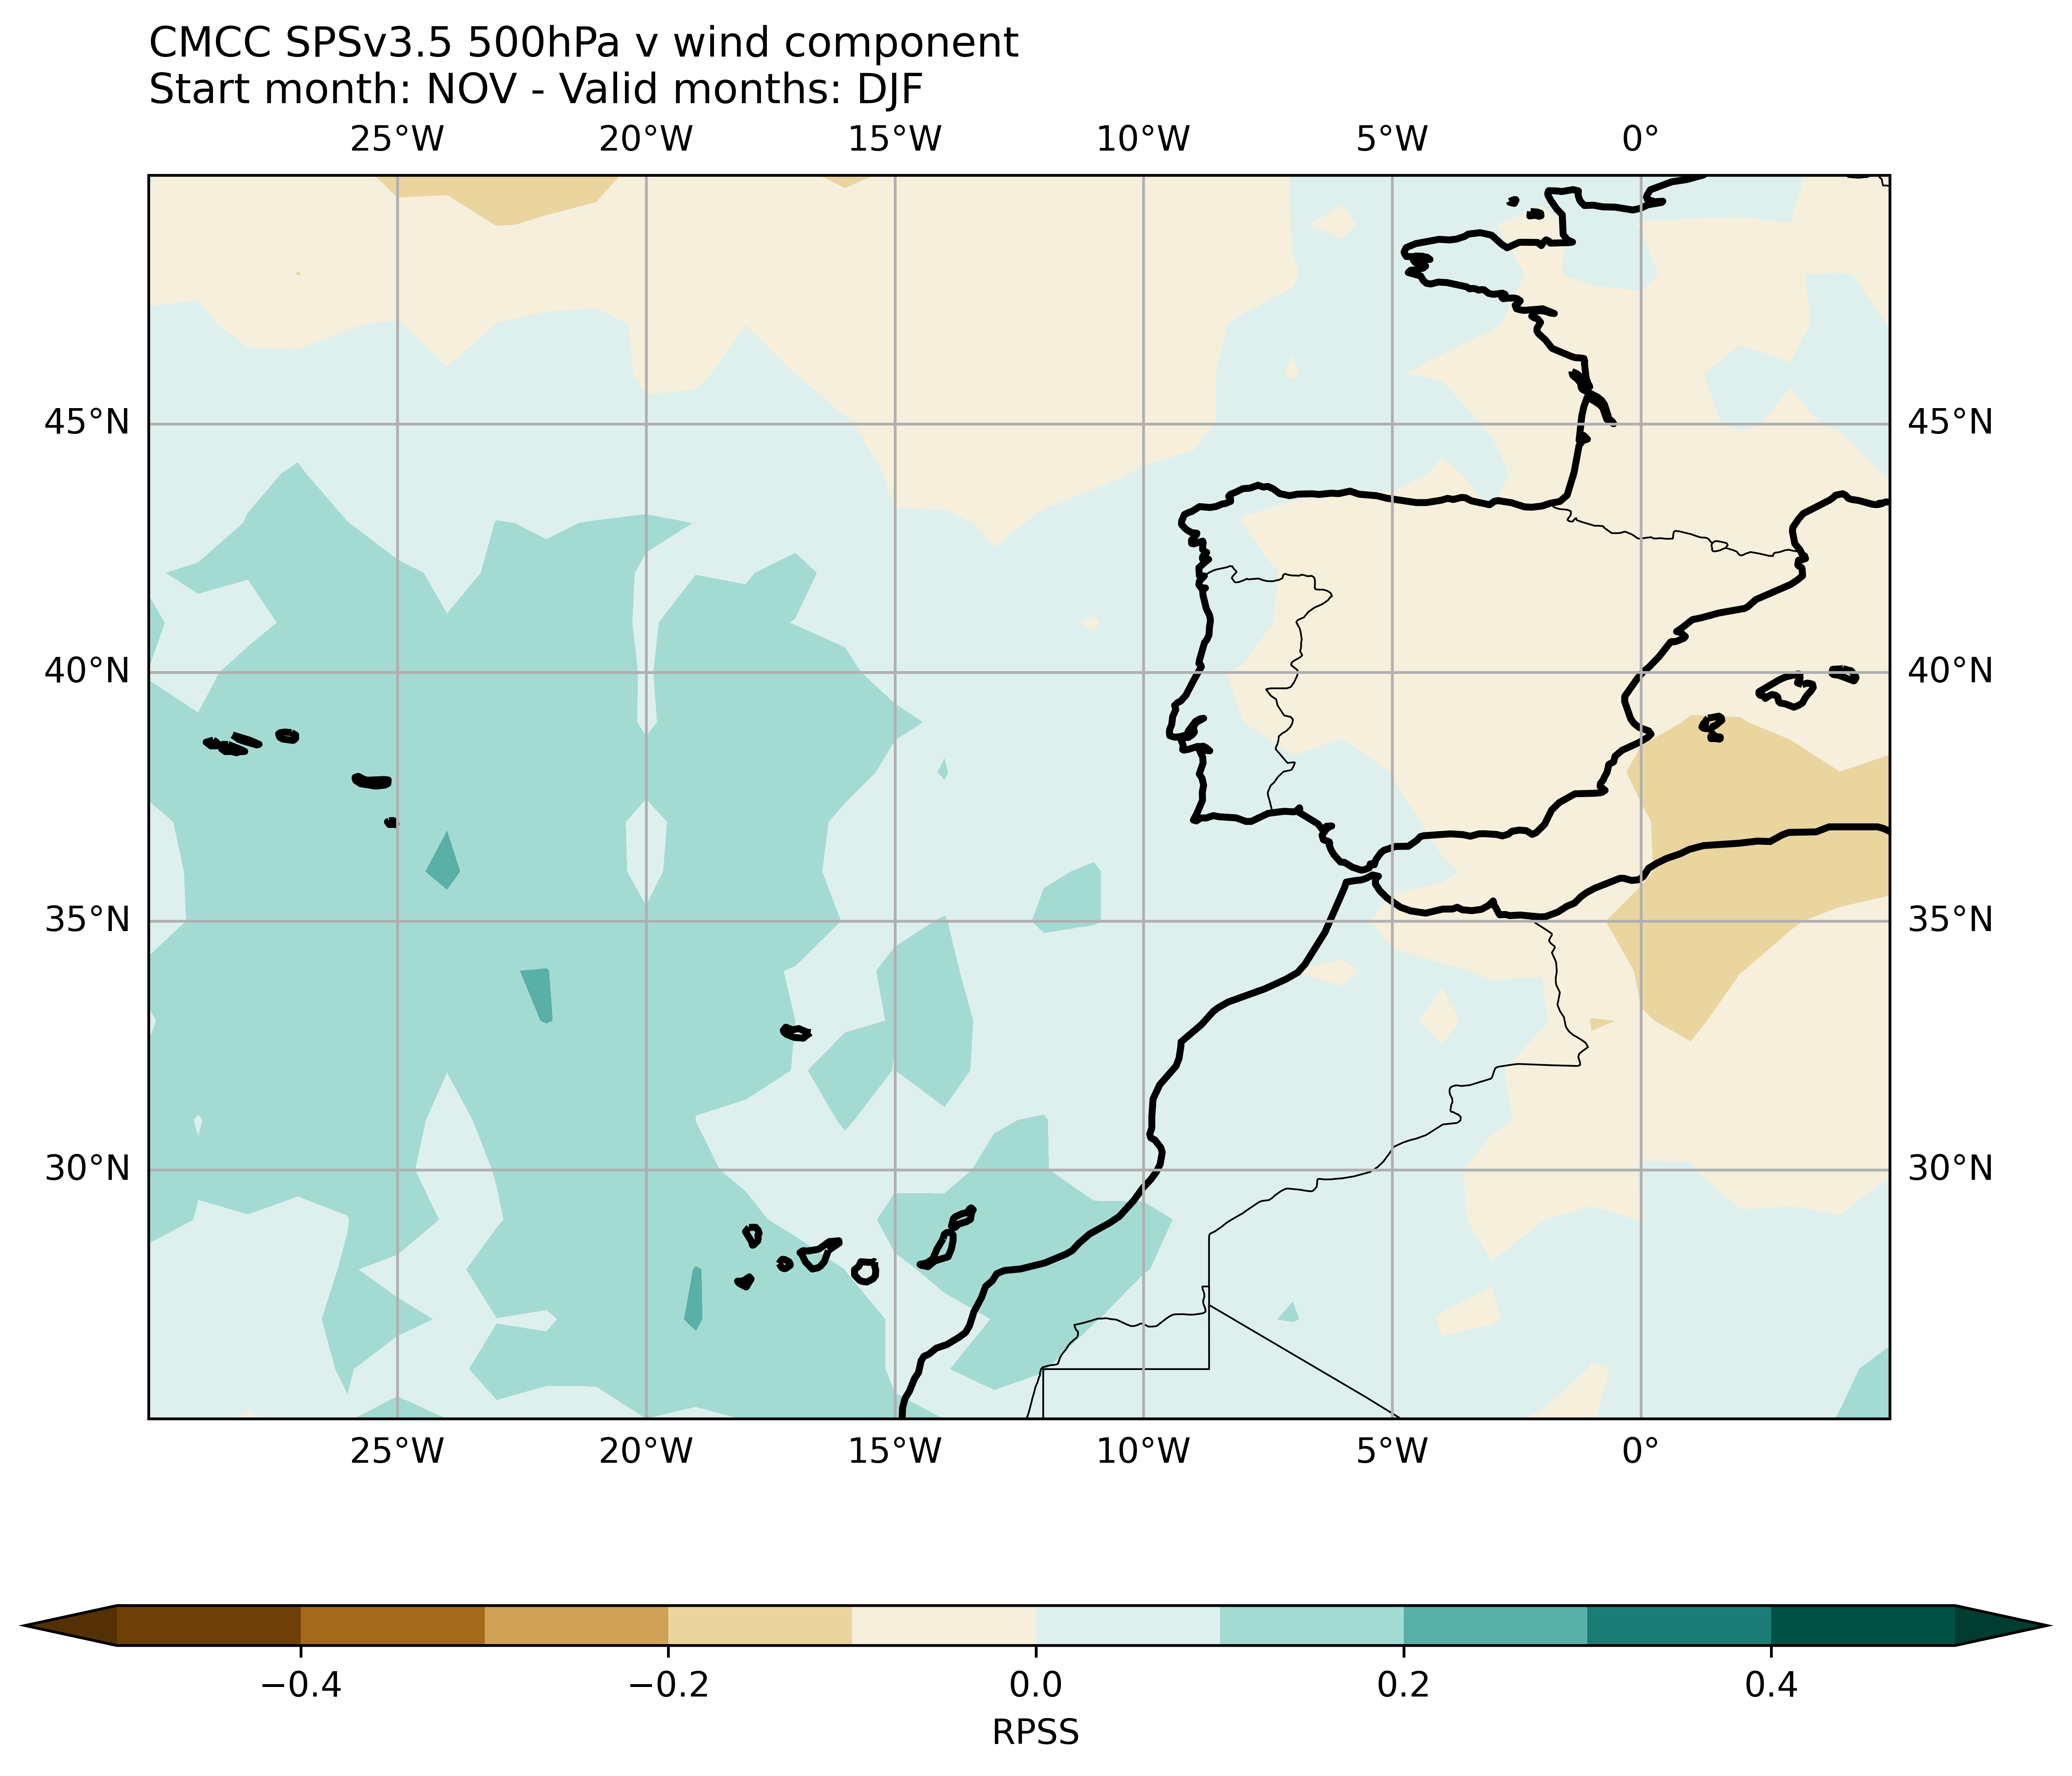 CMCC SPSv3.5 500hPa v wind component
Start month: NOV - Valid months: DJF
25°W 20°W 15°W 10°W 5°W 0°
45°N 45°N
40°N 40°N
35°N 35°N
30°N 30°N
25°W 20°W 15°W 10°W 5°W 0°
−0.4 −0.2 0.0 0.2 0.4
RPSS